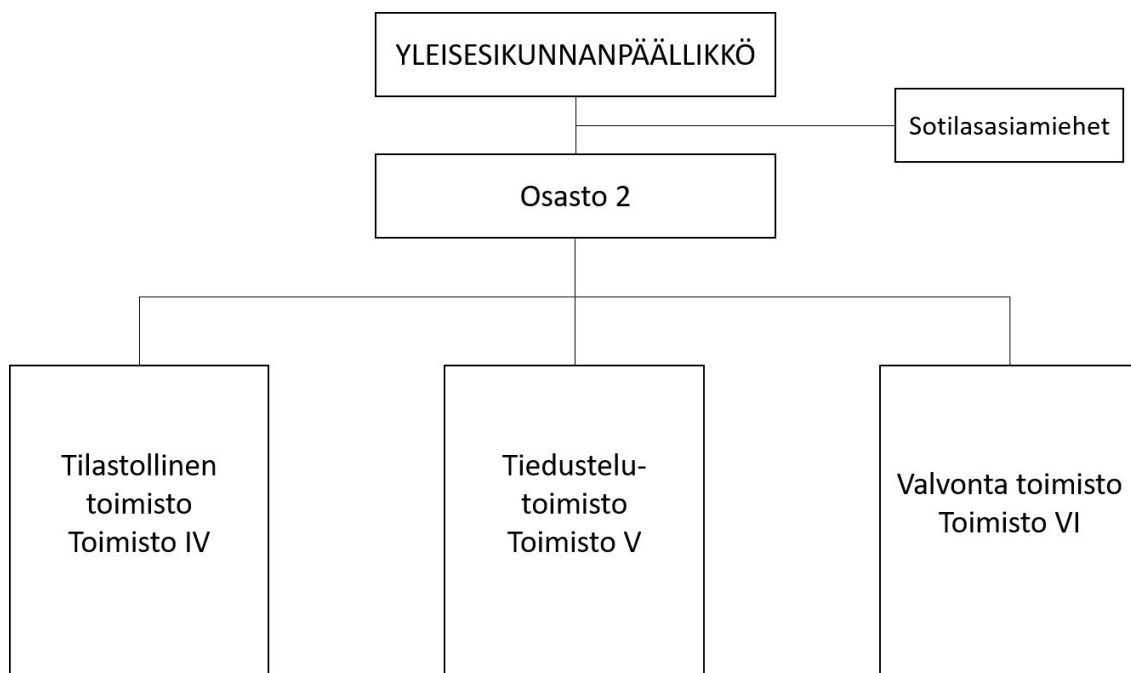 YLEISESIKUNNANPÄÄLLIKKÖ
Sotilasasiamiehet
Osasto 2
Tilastollinen
toimisto
Toimisto IV
Tiedustelu-
toimisto
Toimisto V
Valvonta toimisto
Toimisto VI